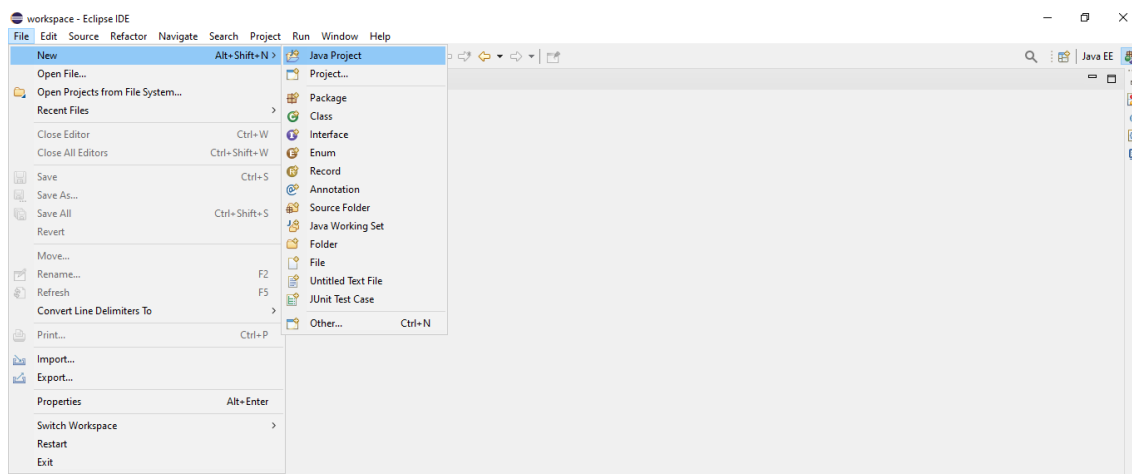 workspace - Eclipse IDE
File Edit Source Refactor Navigate Search Project Run Window Help
Java EE
New Alt+Shift+N >
Open File...
Open Projects from File System...
Recent Files >
Close Editor Ctrl+W
Close All Editors Ctrl+Shift+W
Save Ctrl+S
Save As...
Save All Ctrl+Shift+S
Revert
Move...
Rename... F2
Refresh F5
Convert Line Delimiters To >
Print... Ctrl+P
Import...
Export...
Properties Alt+Enter
Switch Workspace >
Restart
Exit
Java Project
Project...
Package
Class
Interface
Enum
Record
Annotation
Source Folder
Java Working Set
Folder
File
Untitled Text File
JUnit Test Case
Other... Ctrl+N